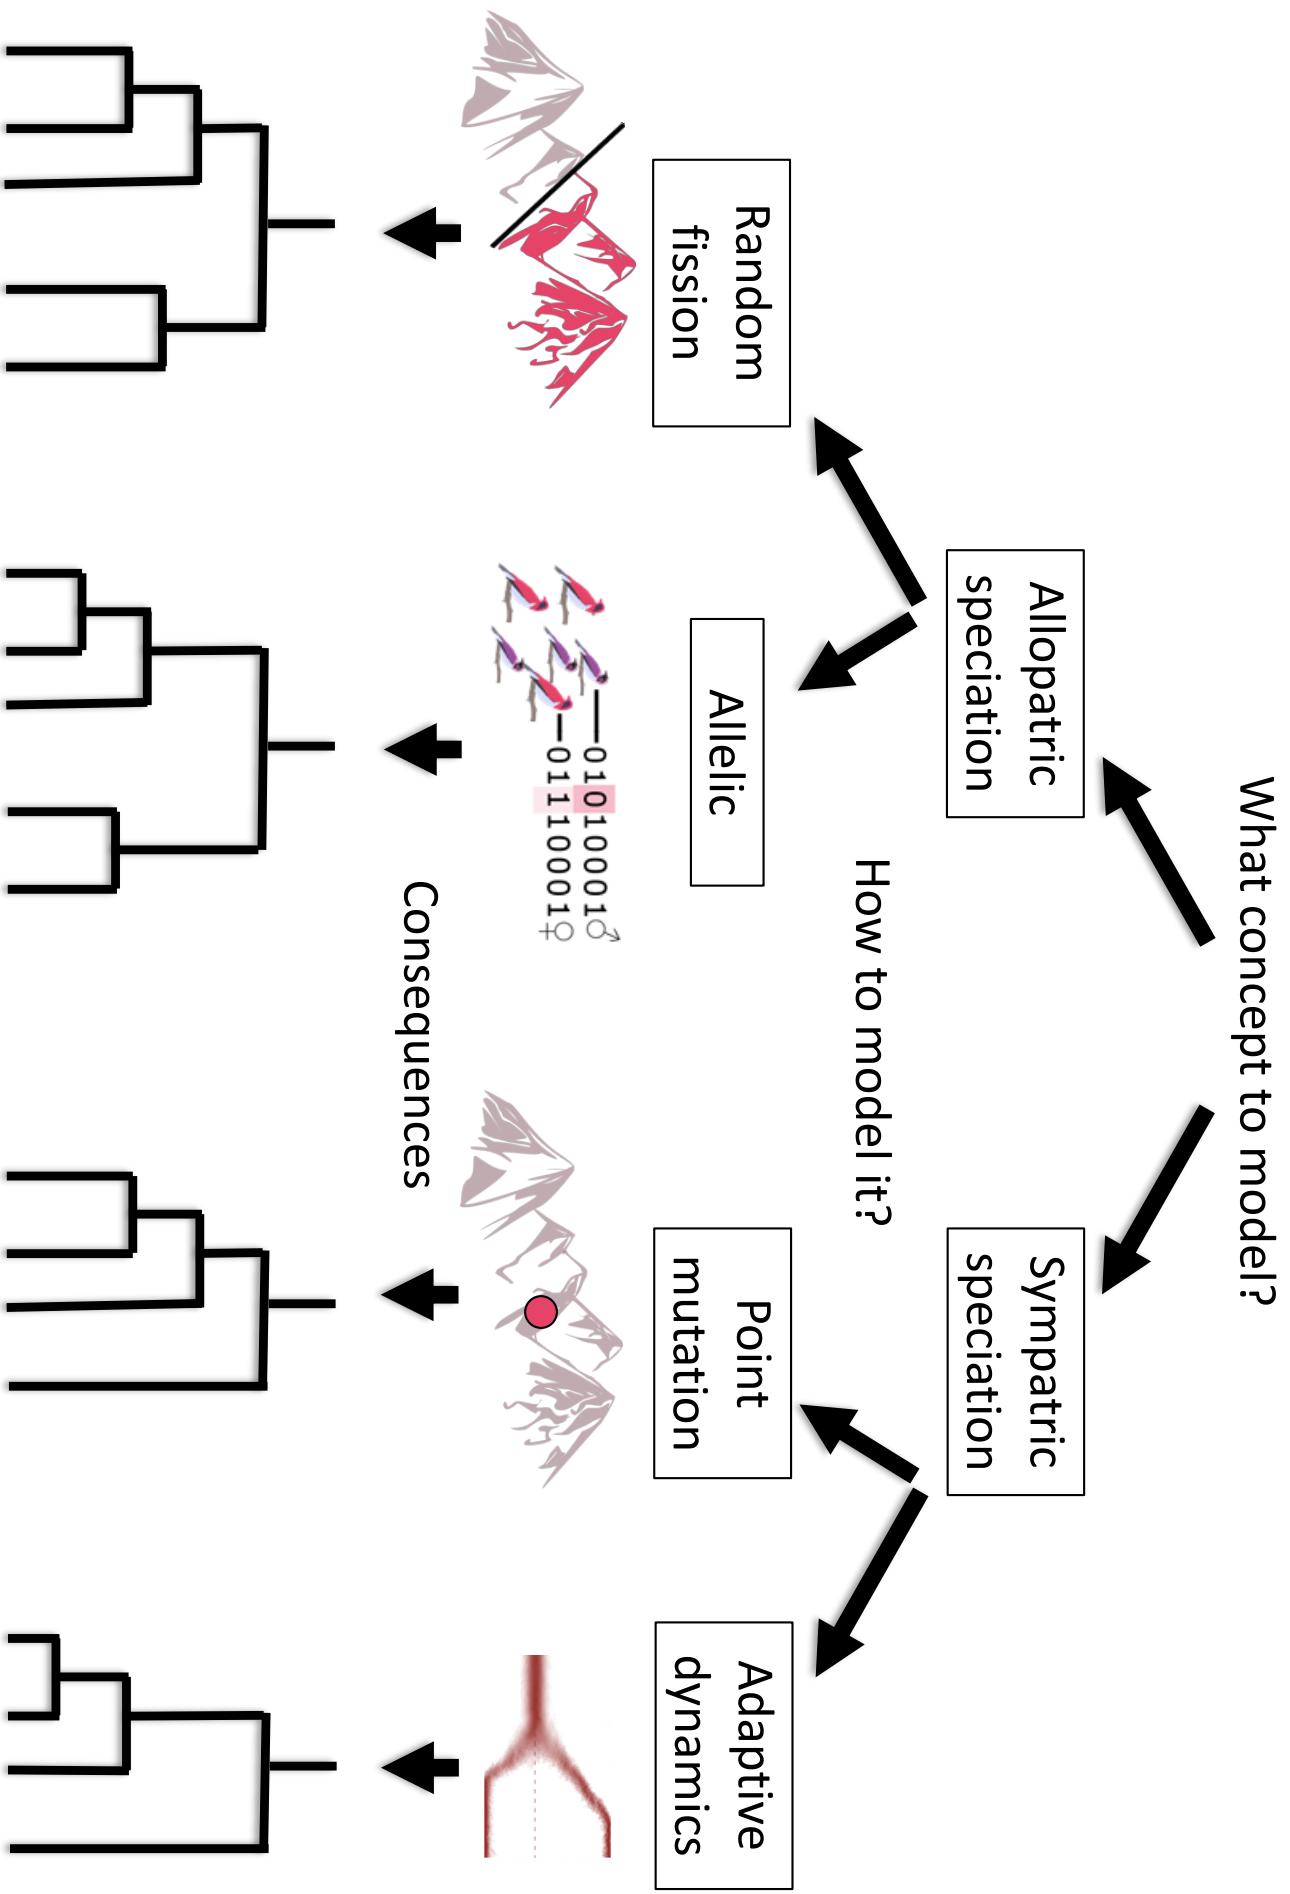 What concept to model?
Allopatric
speciation
Sympatric
speciation
How to model it?
Random
fission
Allelic
Point
mutation
Adaptive
dynamics
01010001♂
01110001♀
Consequences